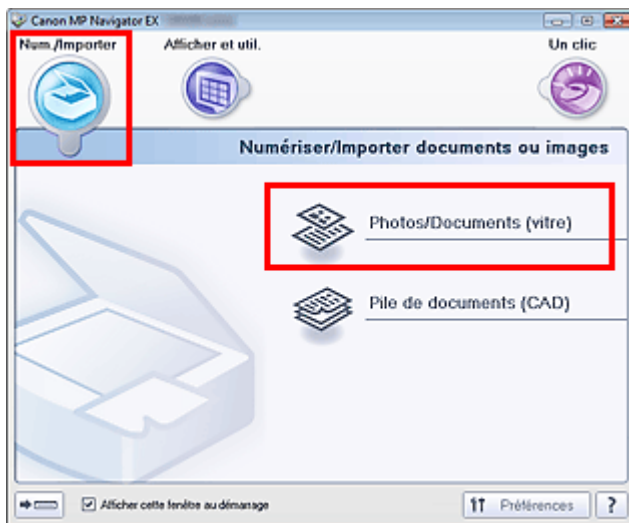 Canon MP Navigator EX
Num./Importer
Afficher et util.
Un clic
Numériser/Importer documents ou images
Photos/Documents (vitre)
Pile de documents (CAD)
Afficher cette fenêtre au démarrage
Préférences
?